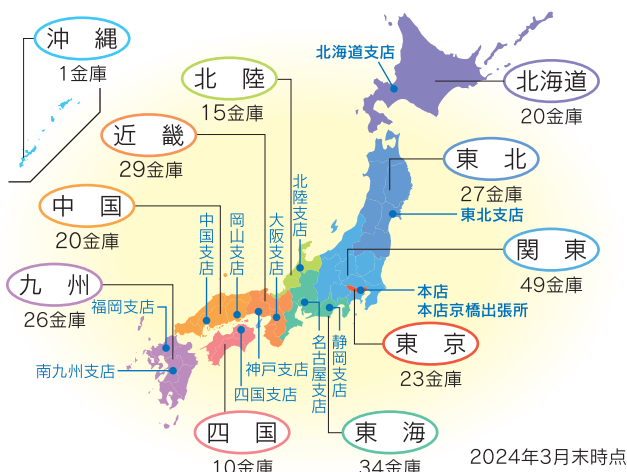 沖縄
1金庫
北陸
15金庫
近畿
29金庫
中国
20金庫
九州
26金庫
北海道支店
北海道
20金庫
東北
27金庫
東北支店
関東
49金庫
本店
本店京橋出張所
東京
23金庫
北陸支店
大阪支店
岡山支店
中国支店
福岡支店
南九州支店
神戸支店
四国支店
名古屋支店
静岡支店
四国
10金庫
東海
34金庫
2024年3月末時点